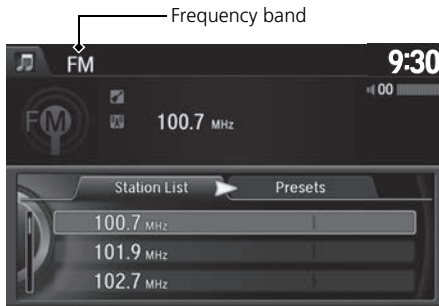 Frequency band
FM 9:30
00
FM
100.7 MHz
Station List Presets
100.7 MHz
101.9 MHz
102.7 MHz